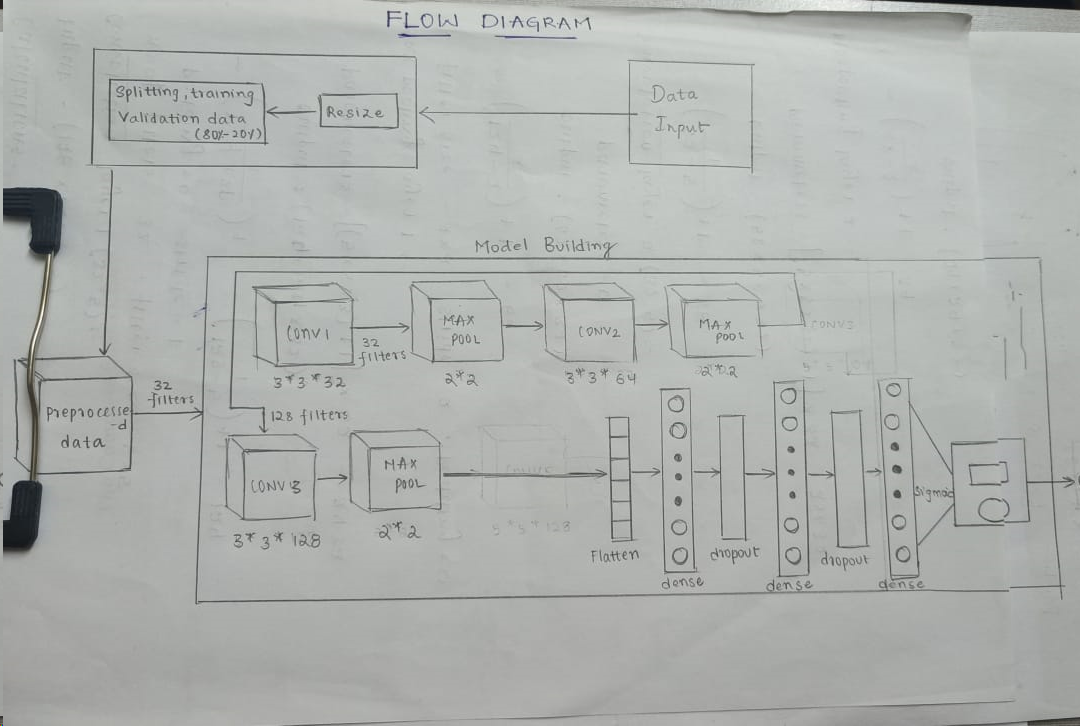 FLOW DIAGRAM
Splitting, training
Validation data
(80%-20%)
Resize
Data
Input
Model Building
CONV1
32
filters
3*3*32
MAX
POOL
2*2
CONV2
3*3*64
MAX
POOL
2*2
CONV3
preprocesse
-d
data
32
filters
128 filters
CONV3
3*3*128
MAX
POOL
2*2
Flatten
dense
dropout
dense
dropout
dense
Sigmoid